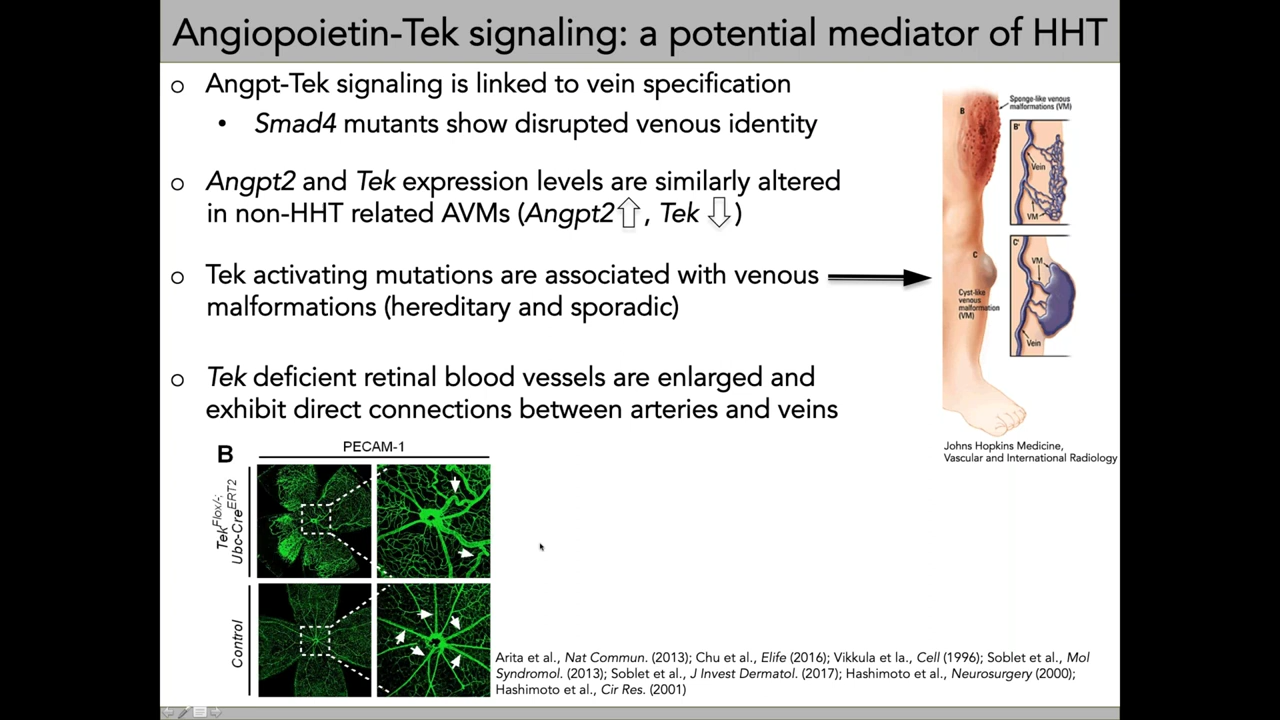 Angiopoietin-Tek signaling: a potential mediator of HHT
o Angpt-Tek signaling is linked to vein specification
• Smad4 mutants show disrupted venous identity
o Angpt2 and Tek expression levels are similarly altered
in non-HHT related AVMs (Angpt2⇧, Tek ⇩)
o Tek activating mutations are associated with venous
malformations (hereditary and sporadic)
o Tek deficient retinal blood vessels are enlarged and
exhibit direct connections between arteries and veins
B
Sponge-like venous
malformations (VM)
B'
Vein
VM
C
Cyst-like
venous
malformation
(VM)
C'
VM
Vein
Johns Hopkins Medicine,
Vascular and International Radiology
B
PECAM-1
TekFlox/-;
Ubc-CreERT2
Control
Arita et al., Nat Commun. (2013); Chu et al., Elife (2016); Vikkula et la., Cell (1996); Soblet et al., Mol
Syndromol. (2013); Soblet et al., J Invest Dermatol. (2017); Hashimoto et al., Neurosurgery (2000);
Hashimoto et al., Cir Res. (2001)